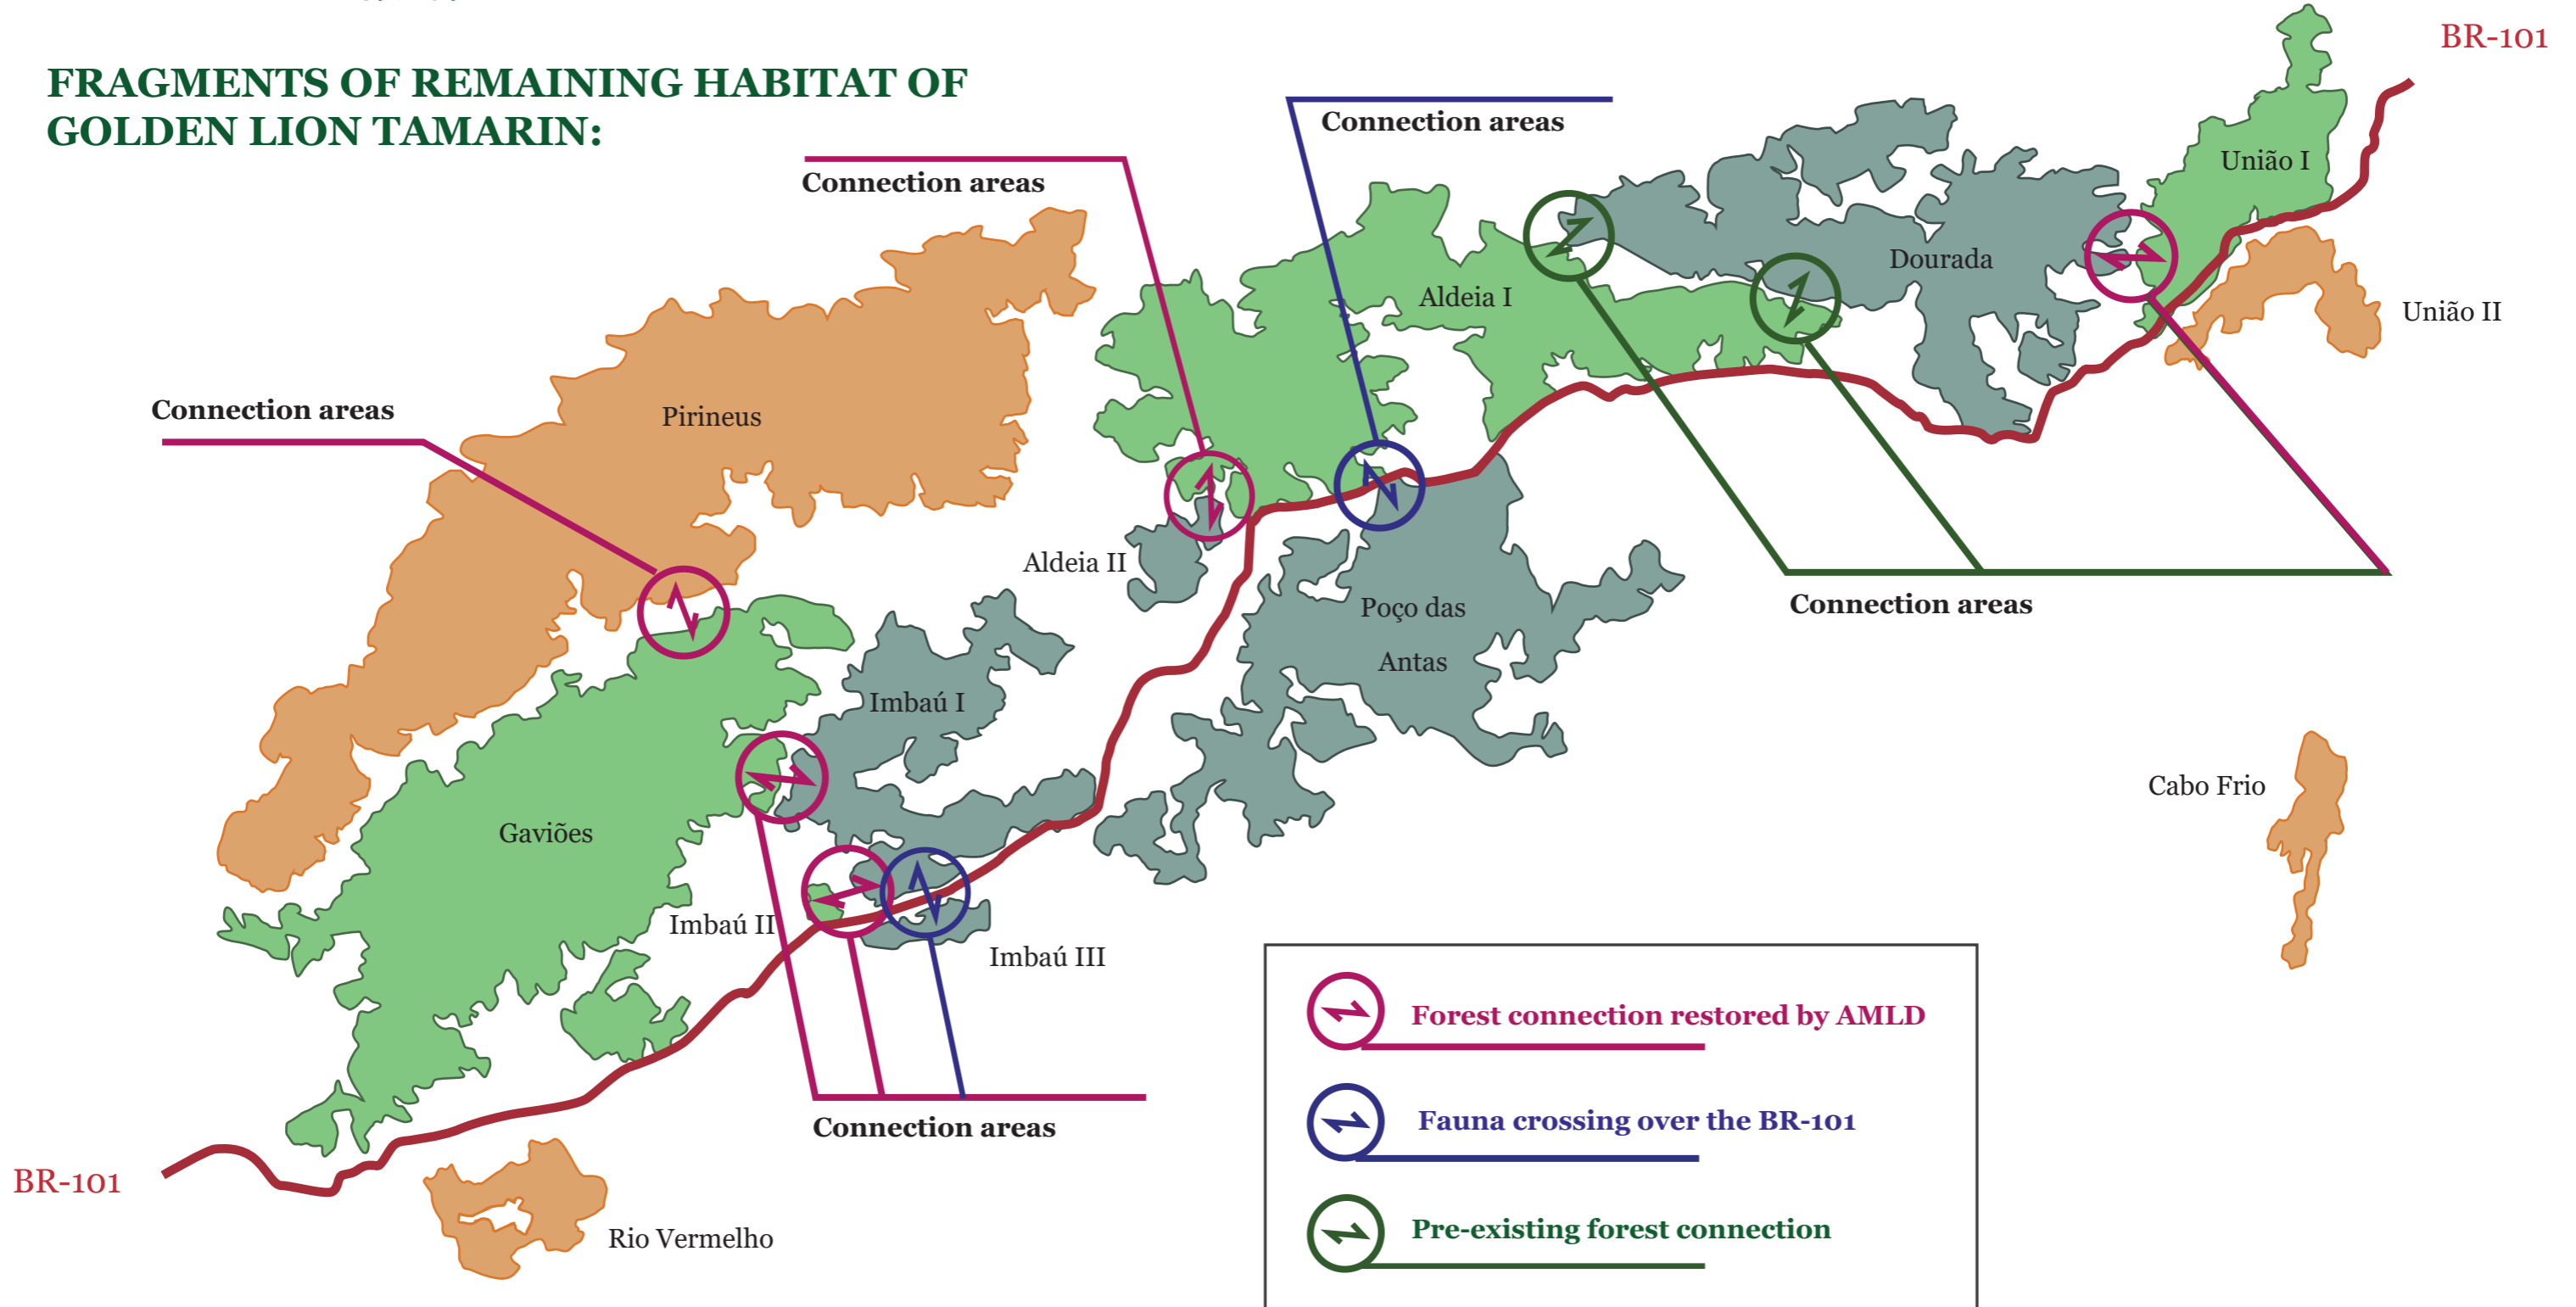 BR-101
FRAGMENTS OF REMAINING HABITAT OF
GOLDEN LION TAMARIN:
Connection areas
Connection areas
União I
Dourada
Aldeia I
União II
Connection areas
Pirineus
Aldeia II
Poço das
Antas
Connection areas
Imbaú I
Cabo Frio
Gaviões
Imbaú II
Imbaú III
Forest connection restored by AMLD
Connection areas
Fauna crossing over the BR-101
BR-101
Rio Vermelho
Pre-existing forest connection